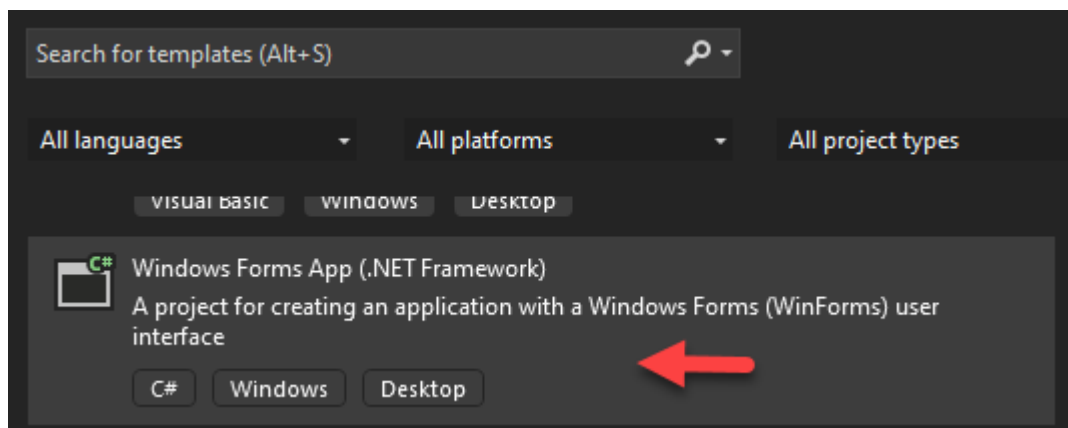 Search for templates (Alt+S)
All languages All platforms All project types
Visual Basic Windows Desktop
C#
Windows Forms App (.NET Framework)
A project for creating an application with a Windows Forms (WinForms) user
interface
C# Windows Desktop